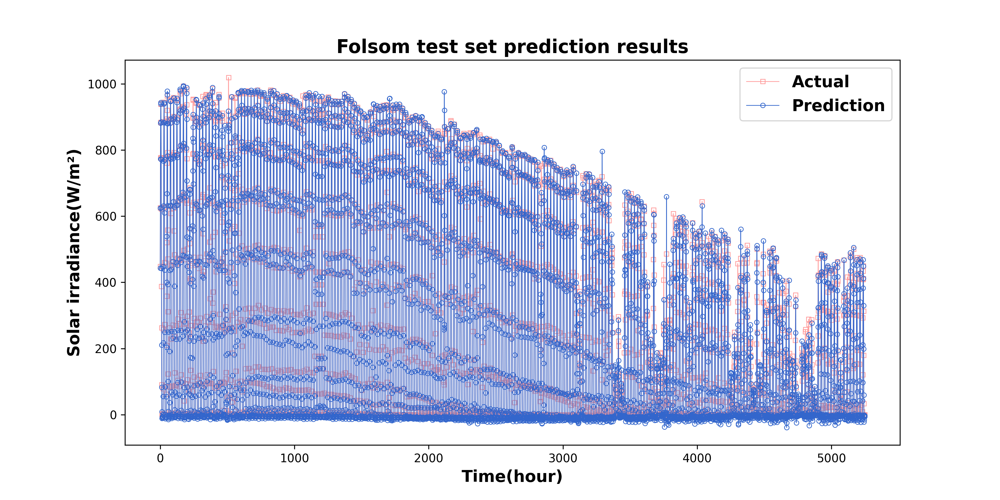 Folsom test set prediction results
Actual
Prediction
Solar irradiance(W/m²)
1000
800
600
400
200
0
0 1000 2000 3000 4000 5000
Time(hour)